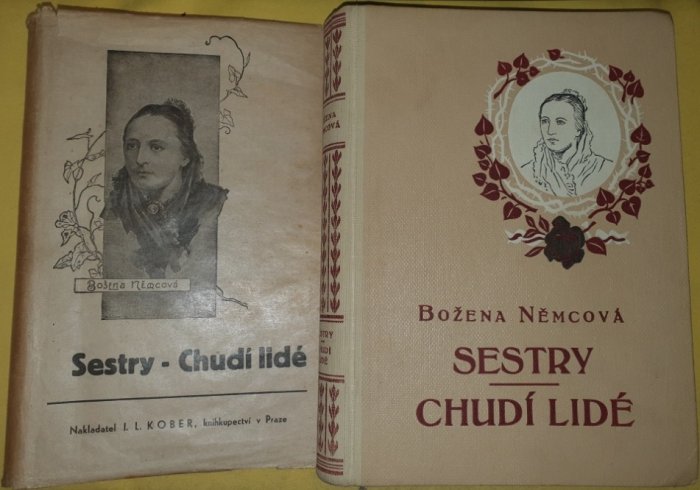 Božena Němcová
Sestry - Chudí lidé
Nakladatel I. L. KOBER, knihkupectví v Praze
BOŽENA
NĚMCOVÁ
SESTRY
CHUDÍ
LIDÉ
BOŽENA NĚMCOVÁ
SESTRY
CHUDÍ LIDÉ